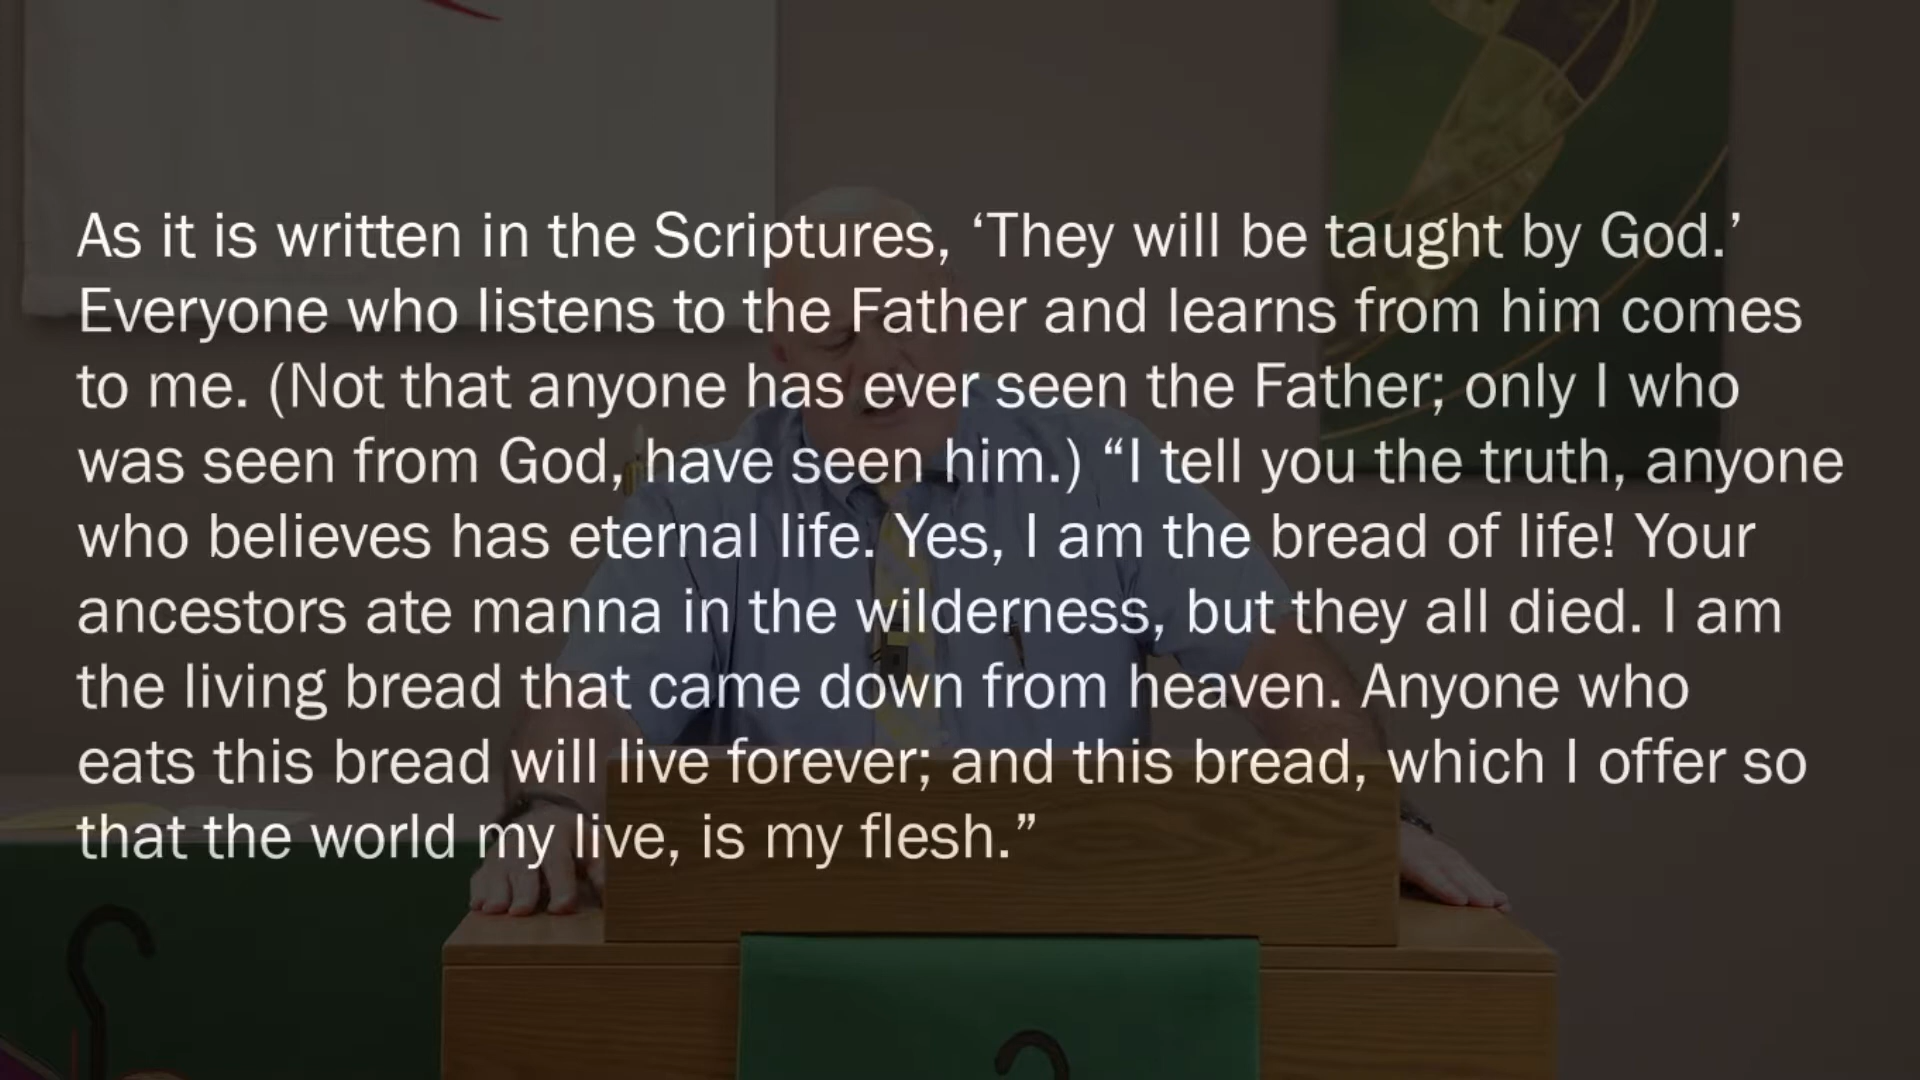 As it is written in the Scriptures, ‘They will be taught by God.’
Everyone who listens to the Father and learns from him comes
to me. (Not that anyone has ever seen the Father; only I who
was seen from God, have seen him.) “I tell you the truth, anyone
who believes has eternal life. Yes, I am the bread of life! Your
ancestors ate manna in the wilderness, but they all died. I am
the living bread that came down from heaven. Anyone who
eats this bread will live forever; and this bread, which I offer so
that the world my live, is my flesh.”